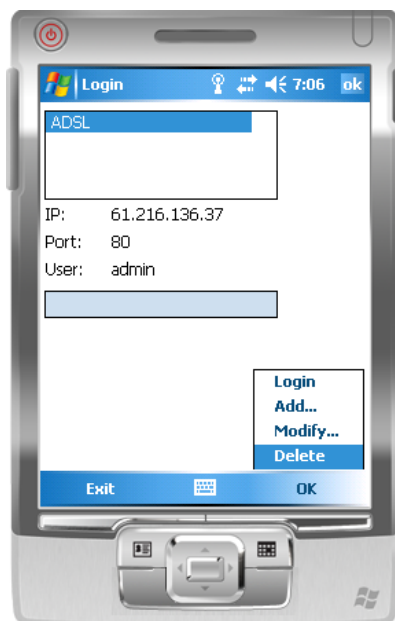 Login 7:06 ok
ADSL
IP: 61.216.136.37
Port: 80
User: admin
Login
Add...
Modify...
Delete
Exit OK